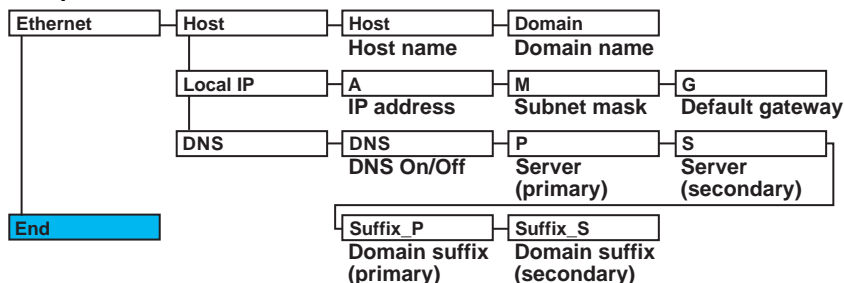 Ethernet Host Host Domain
Host name Domain name
Local IP A M G
IP address Subnet mask Default gateway
DNS DNS P S
DNS On/Off Server Server
(primary) (secondary)
End Suffix_P Suffix_S
Domain suffix Domain suffix
(primary) (secondary)